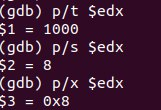 (gdb) p/t $edx
$1 = 1000
(gdb) p/s $edx
$2 = 8
(gdb) p/x $edx
$3 = 0x8